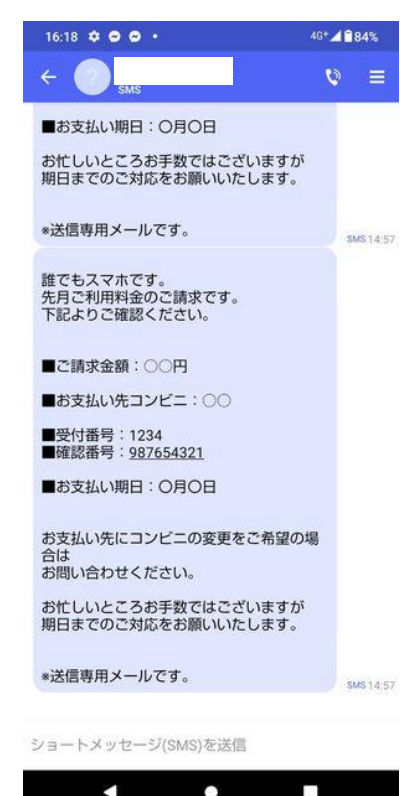 16:18
4G+
84%
SMS
■お支払い期日：〇月〇日
お忙しいところお手数ではございますが
期日までのご対応をお願いいたします。
※送信専用メールです。
SMS 14:57
誰でもスマホです。
先月ご利用料金のご請求です。
下記よりご確認ください。
■ご請求金額：〇〇円
■お支払い先コンビニ：〇〇
■受付番号：1234
■確認番号：987654321
■お支払い期日：〇月〇日
お支払い先にコンビニの変更をご希望の場
合は
お問い合わせください。
お忙しいところお手数ではございますが
期日までのご対応をお願いいたします。
※送信専用メールです。
SMS 14:57
ショートメッセージ(SMS)を送信